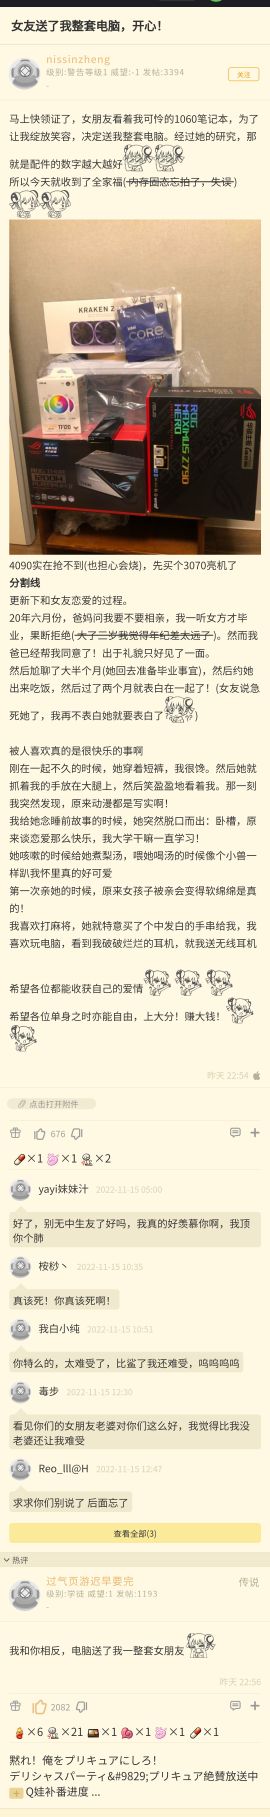 女友送了我整套电脑，开心！
nissinzheng
级别:警告等级1 威望:-1 发帖:3394
-
关注
马上快领证了，女朋友看着我可怜的1060笔记本，为了
让我绽放笑容，决定送我整套电脑。经过她的研究，那
就是配件的数字越大越好
所以今天就收到了全家福(-内存固态忘拍了，失误-)
KRAKEN Z
intel
CORE
i9
TF120
ROG THOR
1200W
PLATINUM II
ROG
MAXIMUS Z790
HERO
4090实在抢不到(也担心会烧)，先买个3070亮机了
分割线
更新下和女友恋爱的过程。
20年六月份，爸妈问我要不要相亲，我一听女方才毕
业，果断拒绝(-大了三岁我觉得年纪差太远了-)。然而我
爸已经帮我同意了！出于礼貌只好见了一面。
然后尬聊了大半个月(她回去准备毕业事宜)，然后约她
出来吃饭，然后过了两个月就表白在一起了！(女友说急
死她了，我再不表白她就要表白了)
被人喜欢真的是很快乐的事啊
刚在一起不久的时候，她穿着短裤，我很馋。然后她就
抓着我的手放在大腿上，然后笑盈盈地看着我。那一刻
我突然发现，原来动漫都是写实啊！
我给她念睡前故事的时候，她突然脱口而出：卧槽，原
来谈恋爱那么快乐，我大学干嘛一直学习！
她咳嗽的时候给她煮梨汤，喂她喝汤的时候像个小兽一
样趴我怀里真的好可爱
第一次亲她的时候，原来女孩子被亲会变得软绵绵是真
的！
我喜欢打麻将，她就特意买了个中发白的手串给我，我
喜欢玩电脑，看到我破破烂烂的耳机，就我送无线耳机
希望各位都能收获自己的爱情
希望各位单身之时亦能自由，上大分！赚大钱！
昨天 22:54
点击打开附件
676
×1 ×1 ×2
yayi妹妹汁 2022-11-15 05:00
好了，别无中生友了好吗，我真的好羡慕你啊，我顶
你个肺
桉桫丶 2022-11-15 10:35
真该死！你真该死啊！
我白小纯 2022-11-15 10:51
你特么的，太难受了，比鲨了我还难受，呜呜呜呜
毒步 2022-11-15 12:30
看见你们的女朋友老婆对你们这么好，我觉得比我没
老婆还让我难受
Reo_lll@H 2022-11-15 12:47
求求你们别说了 后面忘了
查看全部(3)
热评
过气页游迟早要完
传说
级别:学徒 威望:1 发帖:1193
-
我和你相反，电脑送了我一整套女朋友
昨天 22:56
2082
×6 ×21 ×1 ×1 ×1 ×1
黙れ！俺をプリキュアにしろ！
デリシャスパーティ&#9829;プリキュア絶賛放送中
+ Q娃补番进度 ...